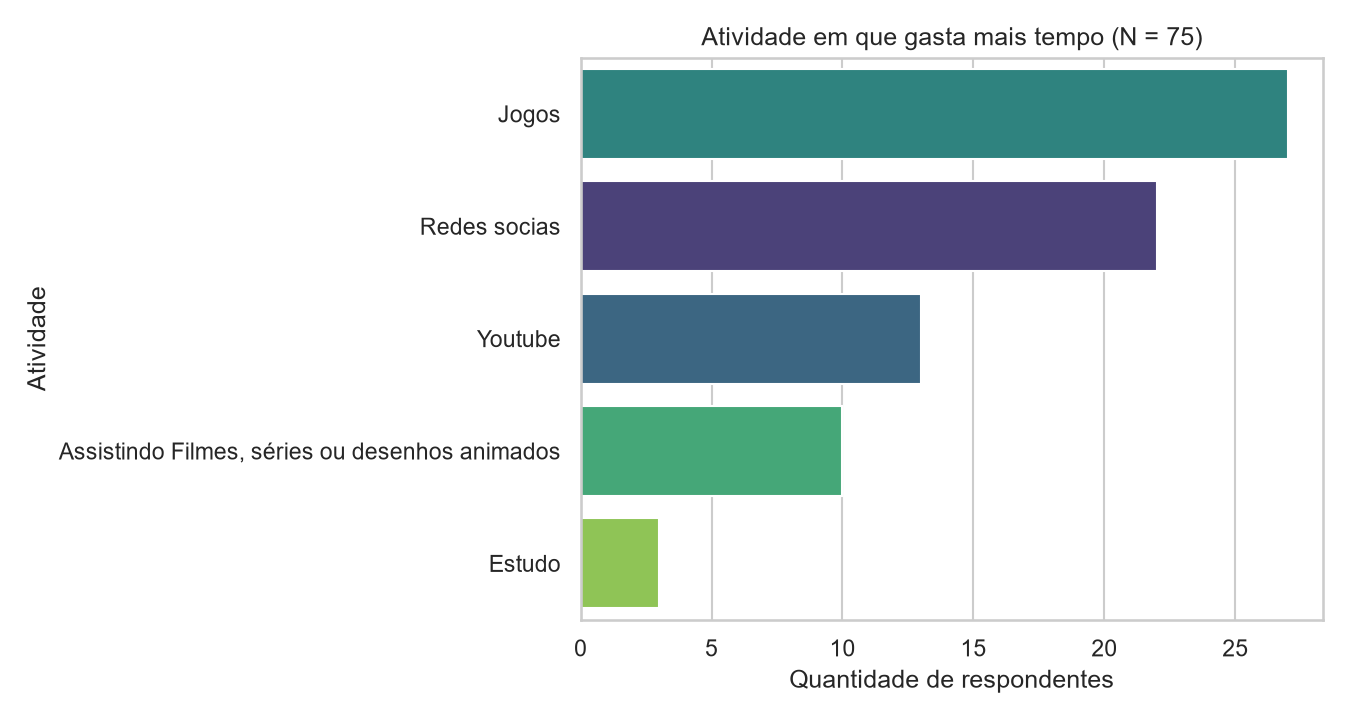 Atividade em que gasta mais tempo (N = 75)
Jogos
Redes socias
Youtube
Assistindo Filmes, séries ou desenhos animados
Estudo
Atividade
0 5 10 15 20 25
Quantidade de respondentes